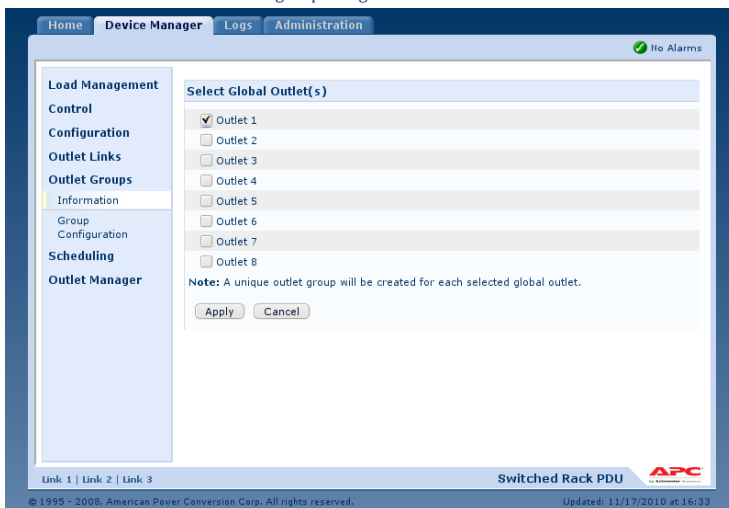 Home Device Manager Logs Administration
No Alarms
Load Management
Control
Configuration
Outlet Links
Outlet Groups
Information
Group
Configuration
Scheduling
Outlet Manager
Select Global Outlet(s)
Outlet 1
Outlet 2
Outlet 3
Outlet 4
Outlet 5
Outlet 6
Outlet 7
Outlet 8
Note: A unique outlet group will be created for each selected global outlet.
Apply Cancel
Link 1 | Link 2 | Link 3
Switched Rack PDU
APC
by Schneider Electric
© 1995 - 2008, American Power Conversion Corp. All rights reserved.
Updated: 11/17/2010 at 16:33